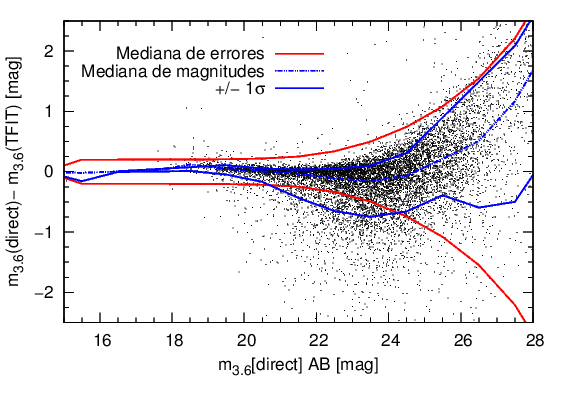 Mediana de errores
Mediana de magnitudes
+/− 1σ
m3.6(direct)− m3.6(TFIT) [mag]
2
1
0
−1
−2
16 18 20 22 24 26 28
m3.6[direct] AB [mag]